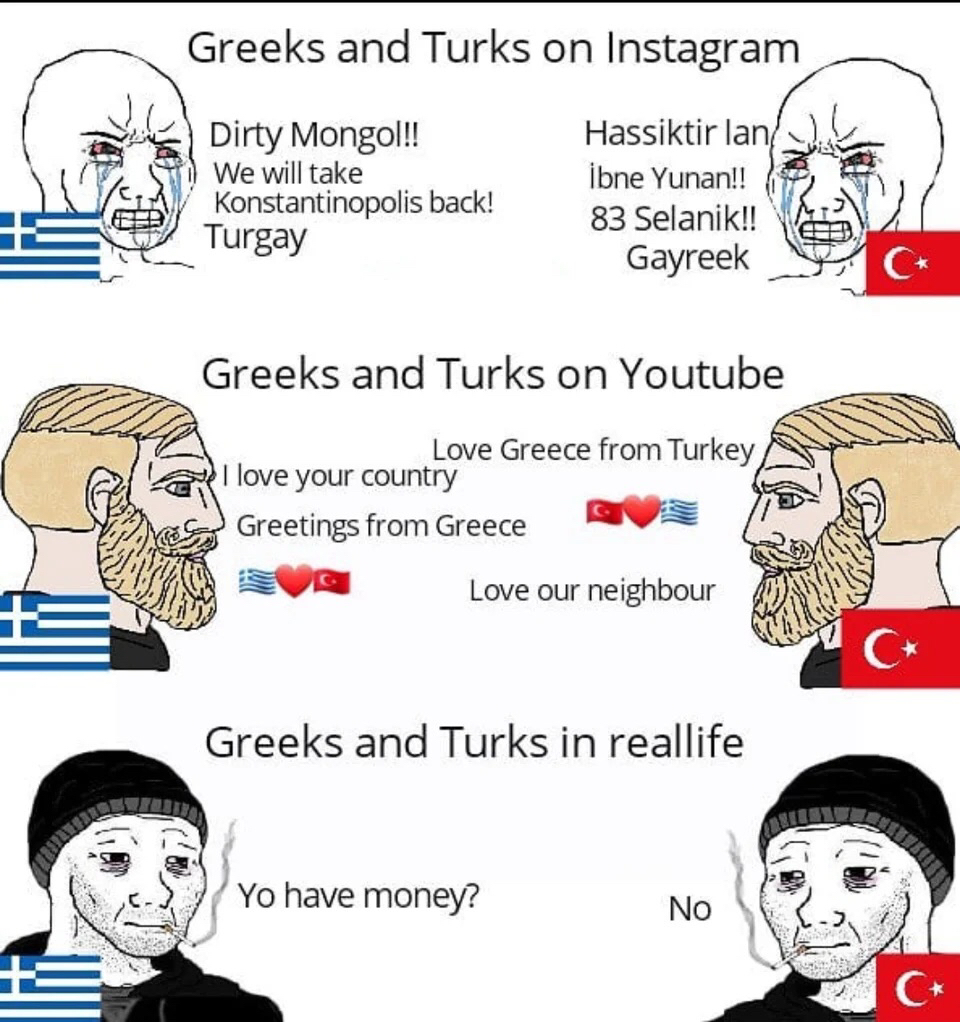 Greeks and Turks on Instagram
Dirty Mongol!!
We will take
Konstantinopolis back!
Turgay
Hassiktir lan
İbne Yunan!!
83 Selanik!!
Gayreek
Greeks and Turks on Youtube
Love Greece from Turkey
I love your country
Greetings from Greece
Love our neighbour
Greeks and Turks in reallife
Yo have money?
No